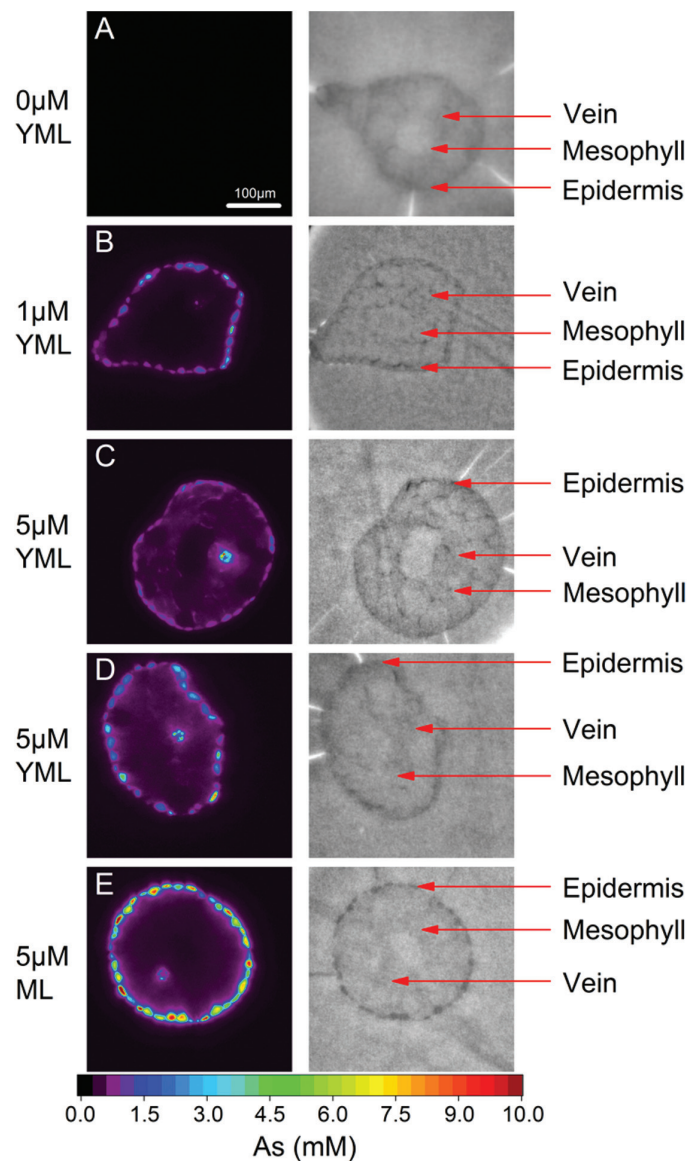 A
0µM
YML
100µm
Vein
Mesophyll
Epidermis
B
1µM
YML
Vein
Mesophyll
Epidermis
C
5µM
YML
Epidermis
Vein
Mesophyll
D
5µM
YML
Epidermis
Vein
Mesophyll
E
5µM
ML
Epidermis
Mesophyll
Vein
0.0 1.5 3.0 4.5 6.0 7.5 9.0 10.0
As (mM)